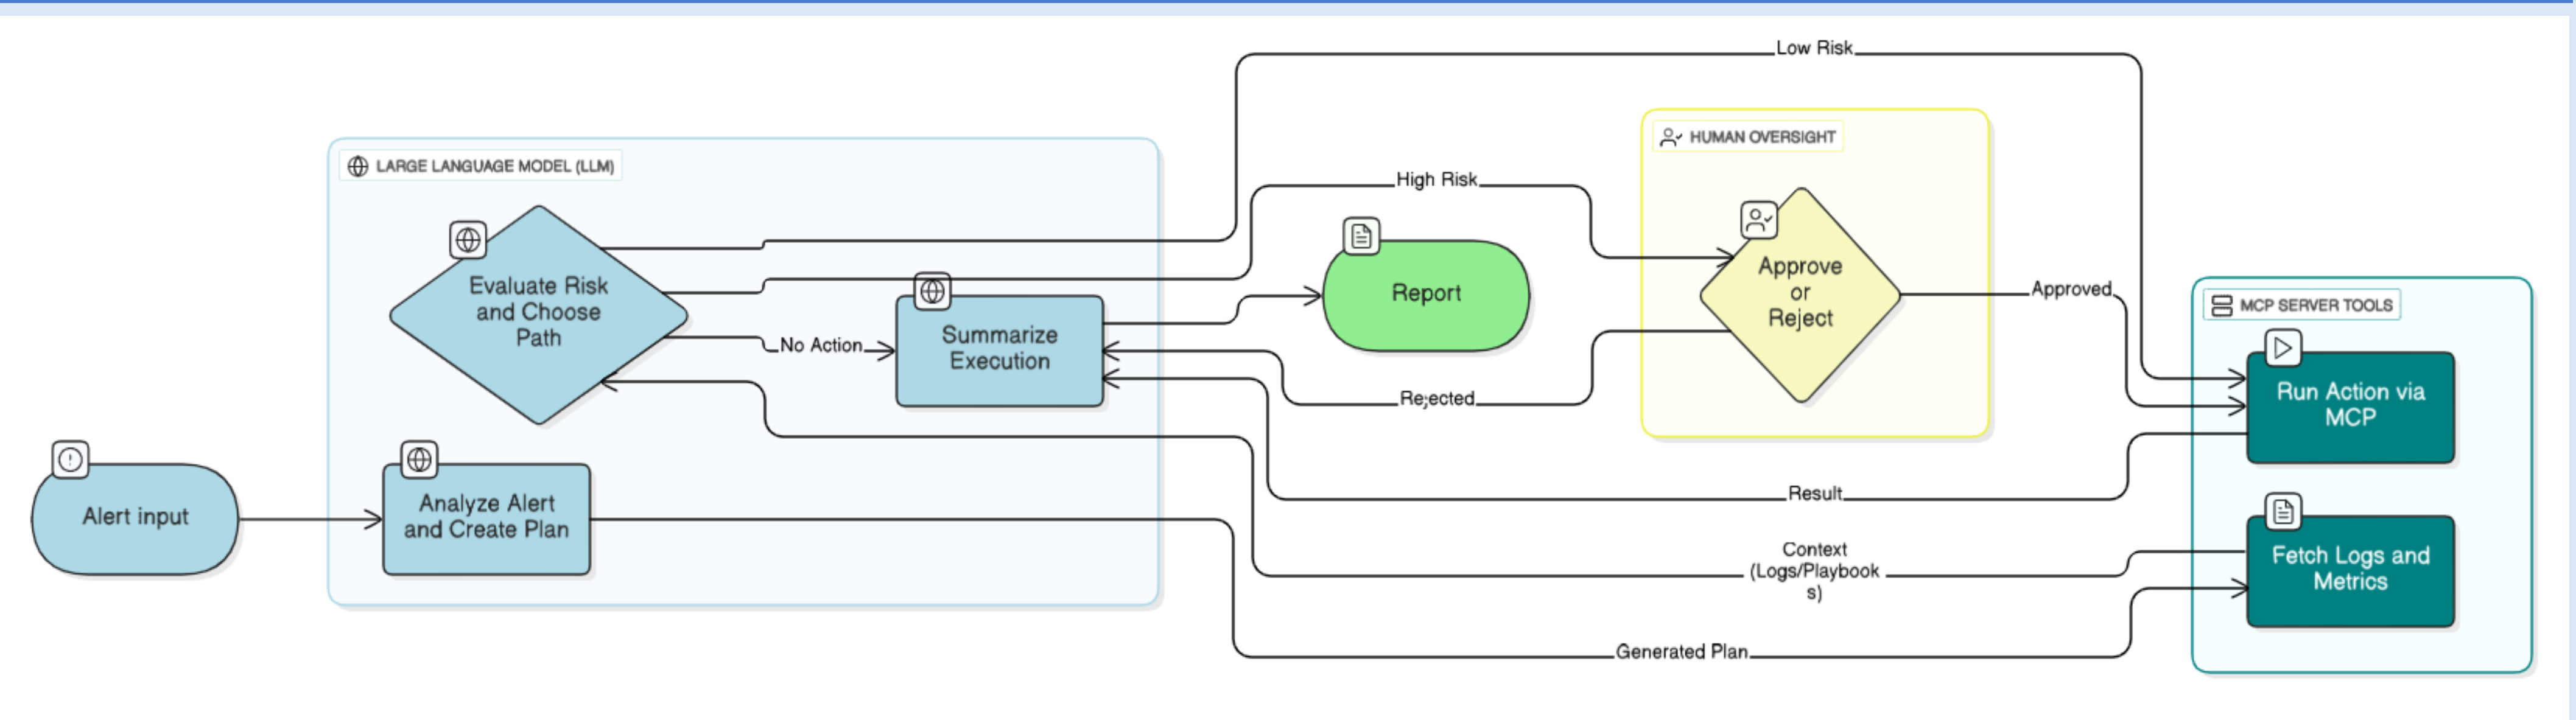 Low Risk
HUMAN OVERSIGHT
LARGE LANGUAGE MODEL (LLM)
High Risk
Evaluate Risk
and Choose
Path
No Action
Summarize
Execution
Report
Approve
or
Reject
Approved
Rejected
MCP SERVER TOOLS
Run Action via
MCP
Alert input
Analyze Alert
and Create Plan
Result
Context
(Logs/Playbook
s)
Fetch Logs and
Metrics
Generated Plan